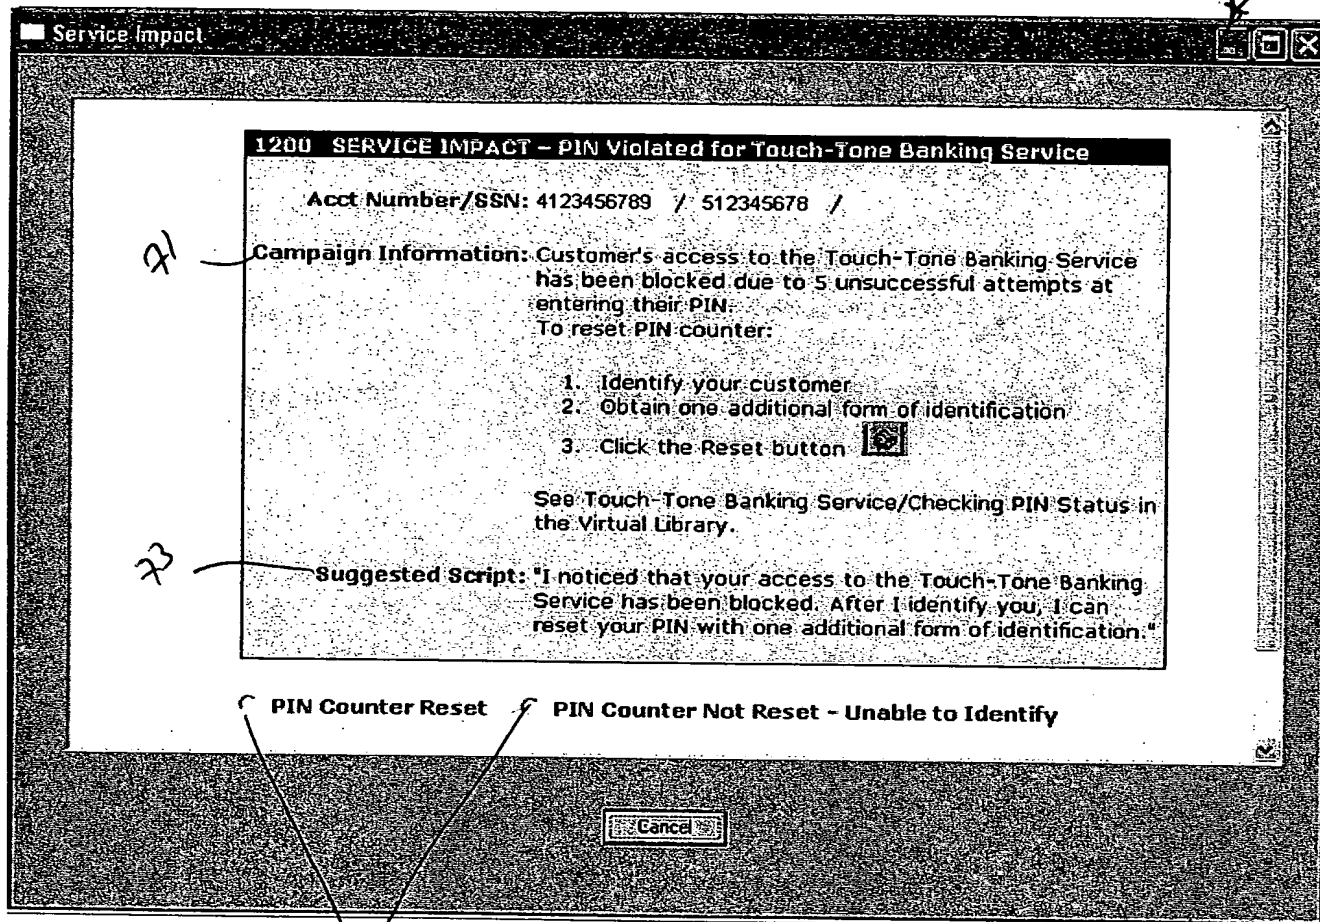 Service Impact
1200 SERVICE IMPACT – PIN Violated for Touch-Tone Banking Service
Acct Number/SSN: 4123456789 / 512345678 /
71
Campaign Information: Customer's access to the Touch-Tone Banking Service
has been blocked due to 5 unsuccessful attempts at
entering their PIN.
To reset PIN counter:
1. Identify your customer
2. Obtain one additional form of identification
3. Click the Reset button
See Touch-Tone Banking Service/Checking PIN Status in
the Virtual Library.
73
Suggested Script: "I noticed that your access to the Touch-Tone Banking
Service has been blocked. After I identify you, I can
reset your PIN with one additional form of identification."
PIN Counter Reset PIN Counter Not Reset – Unable to Identify
Cancel